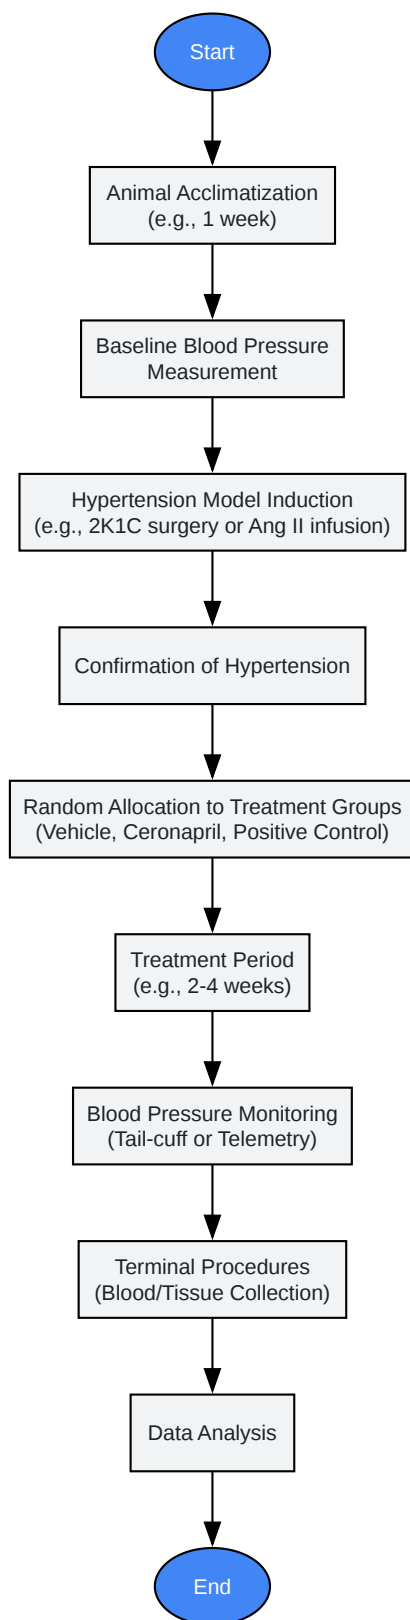 Start
Animal Acclimatization
(e.g., 1 week)
Baseline Blood Pressure
Measurement
Hypertension Model Induction
(e.g., 2K1C surgery or Ang II infusion)
Confirmation of Hypertension
Random Allocation to Treatment Groups
(Vehicle, Ceronapril, Positive Control)
Treatment Period
(e.g., 2-4 weeks)
Blood Pressure Monitoring
(Tail-cuff or Telemetry)
Terminal Procedures
(Blood/Tissue Collection)
Data Analysis
End